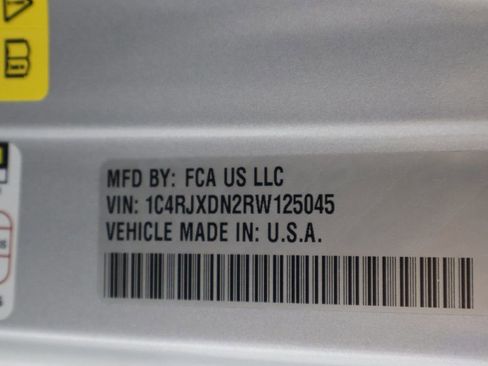 MFD BY: FCA US LLC
VIN: 1C4RJXDN2RW125045
VEHICLE MADE IN: U.S.A.